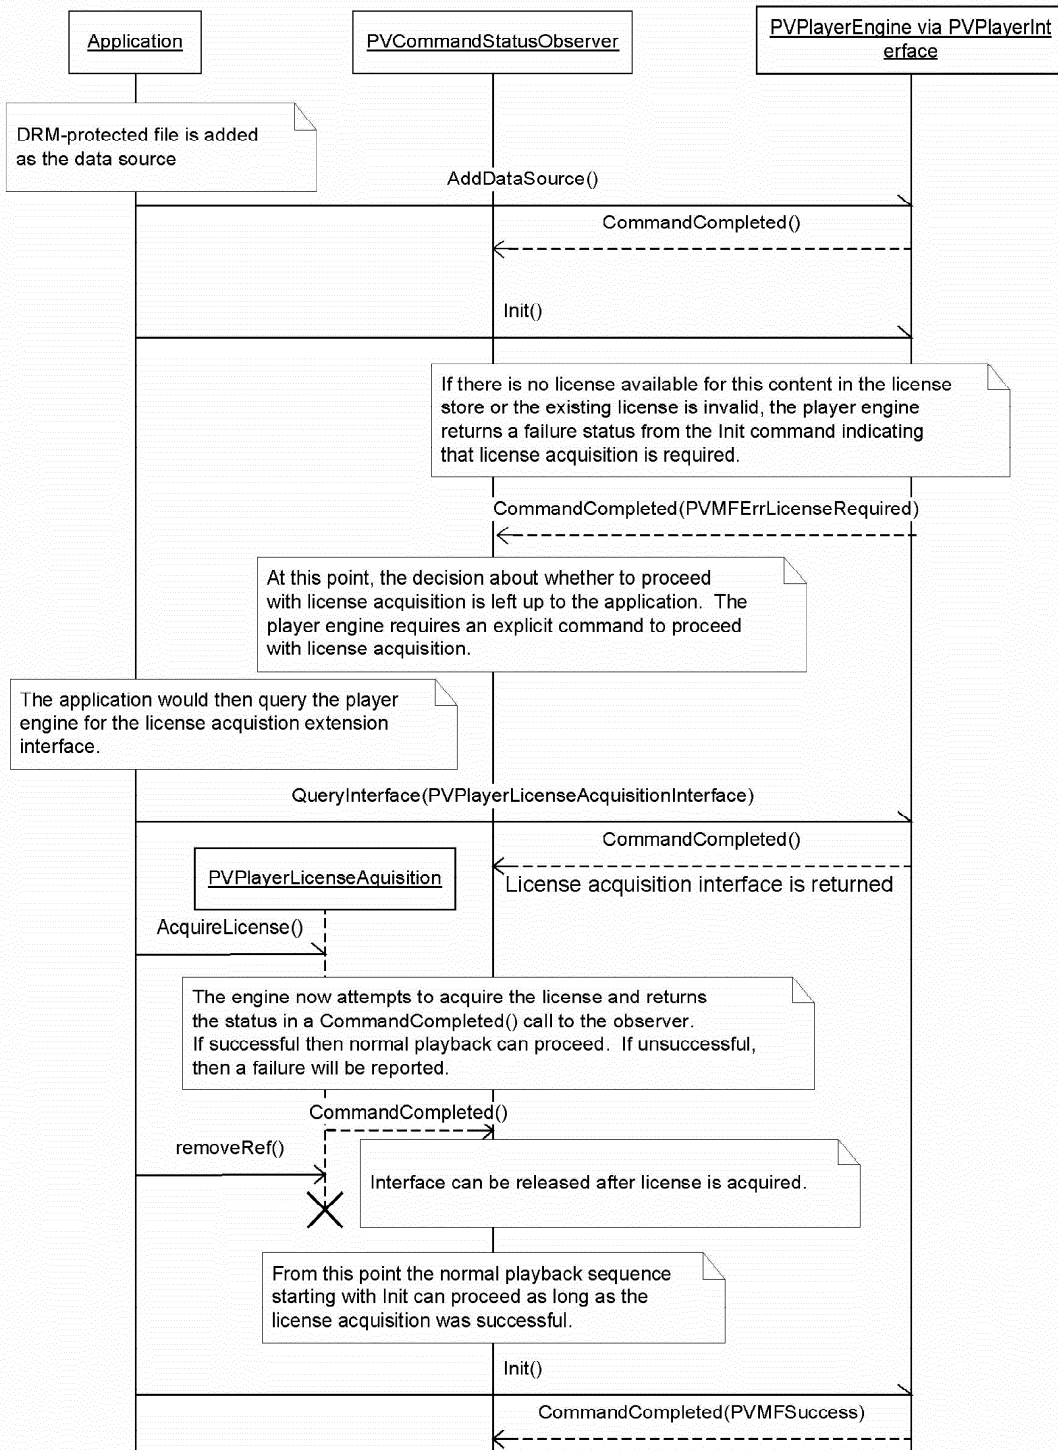 Application
PVCommandStatusObserver
PVPlayerEngine via PVPlayerInt
erface
DRM-protected file is added
as the data source
AddDataSource()
CommandCompleted()
Init()
If there is no license available for this content in the license
store or the existing license is invalid, the player engine
returns a failure status from the Init command indicating
that license acquisition is required.
CommandCompleted(PVMFErrLicenseRequired)
At this point, the decision about whether to proceed
with license acquisition is left up to the application.  The
player engine requires an explicit command to proceed
with license acquisition.
The application would then query the player
engine for the license acquistion extension
interface.
QueryInterface(PVPlayerLicenseAcquisitionInterface)
CommandCompleted()
License acquisition interface is returned
PVPlayerLicenseAquisition
AcquireLicense()
The engine now attempts to acquire the license and returns
the status in a CommandCompleted() call to the observer.
If successful then normal playback can proceed.  If unsuccessful,
then a failure will be reported.
CommandCompleted()
removeRef()
Interface can be released after license is acquired.
From this point the normal playback sequence
starting with Init can proceed as long as the
license acquisition was successful.
Init()
CommandCompleted(PVMFSuccess)